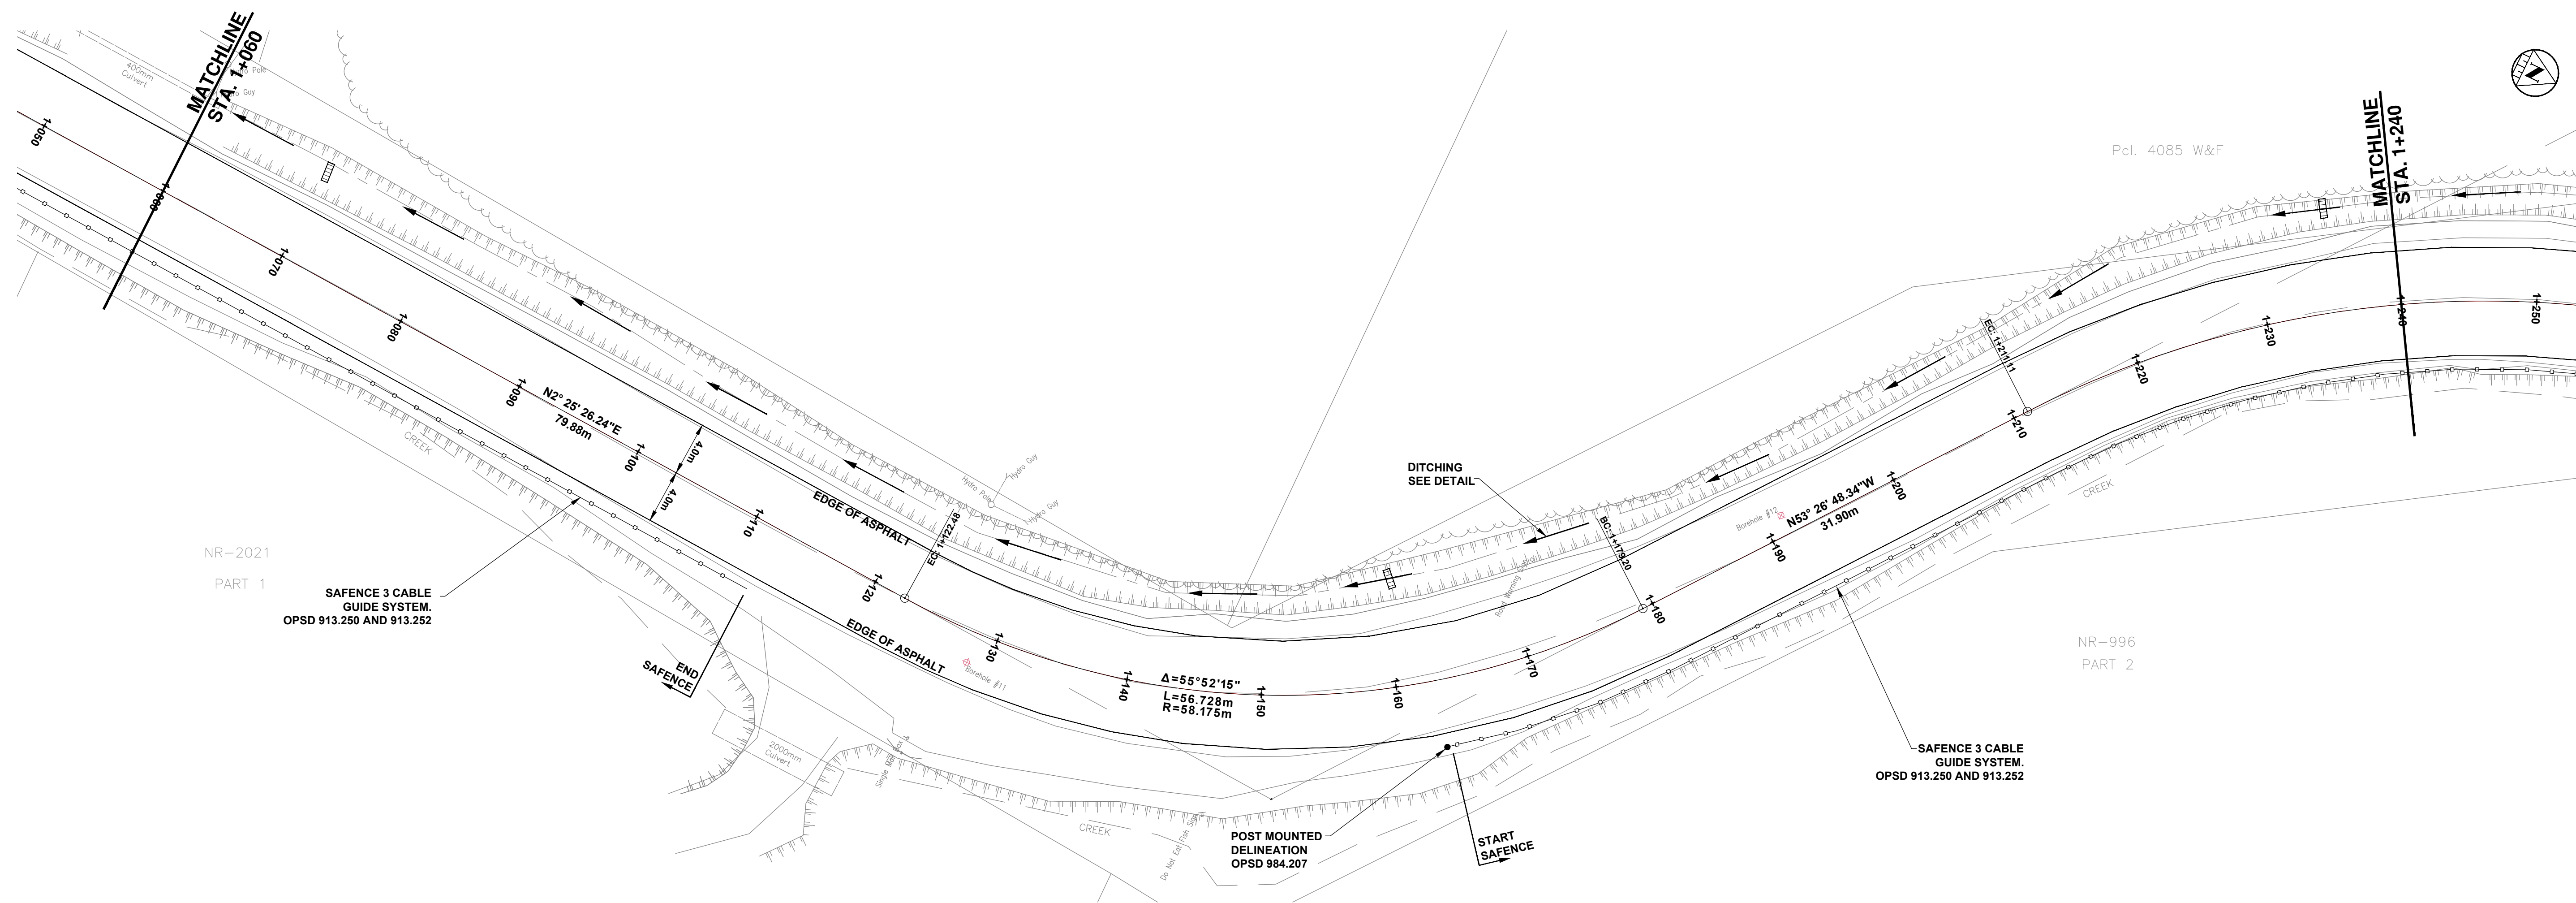 MATCHLINE
STA. 1+060
400mm
Culvert
Hydro Guy
1+050
1+060
1+070
1+080
1+090
N2° 25' 26.24"E
79.88m
1+100
4.0m
4.0m
1+110
EDGE OF ASPHALT
EC: 1+122.48
1+120
CREEK
NR-2021
PART 1
SAFENCE 3 CABLE
GUIDE SYSTEM.
OPSD 913.250 AND 913.252
END
SAFENCE
2000mm
Culvert
EDGE OF ASPHALT
Hydro Pole
Hydro Guy
Hydro Guy
Borehole #11
1+130
1+140
Δ=55°52'15"
L=56.728m
R=58.175m
1+150
1+160
1+170
1+180
CREEK
Do Not Eat Fish Sign
POST MOUNTED
DELINEATION
OPSD 984.207
START
SAFENCE
DITCHING
SEE DETAIL
BC: 1+179.20
Borehole #12
N53° 26' 48.34"W
31.90m
1+190
1+200
1+210
EC: 1+211.11
1+220
1+230
1+240
1+250
CREEK
SAFENCE 3 CABLE
GUIDE SYSTEM.
OPSD 913.250 AND 913.252
NR-996
PART 2
Pcl. 4085 W&F
MATCHLINE
STA. 1+240
N